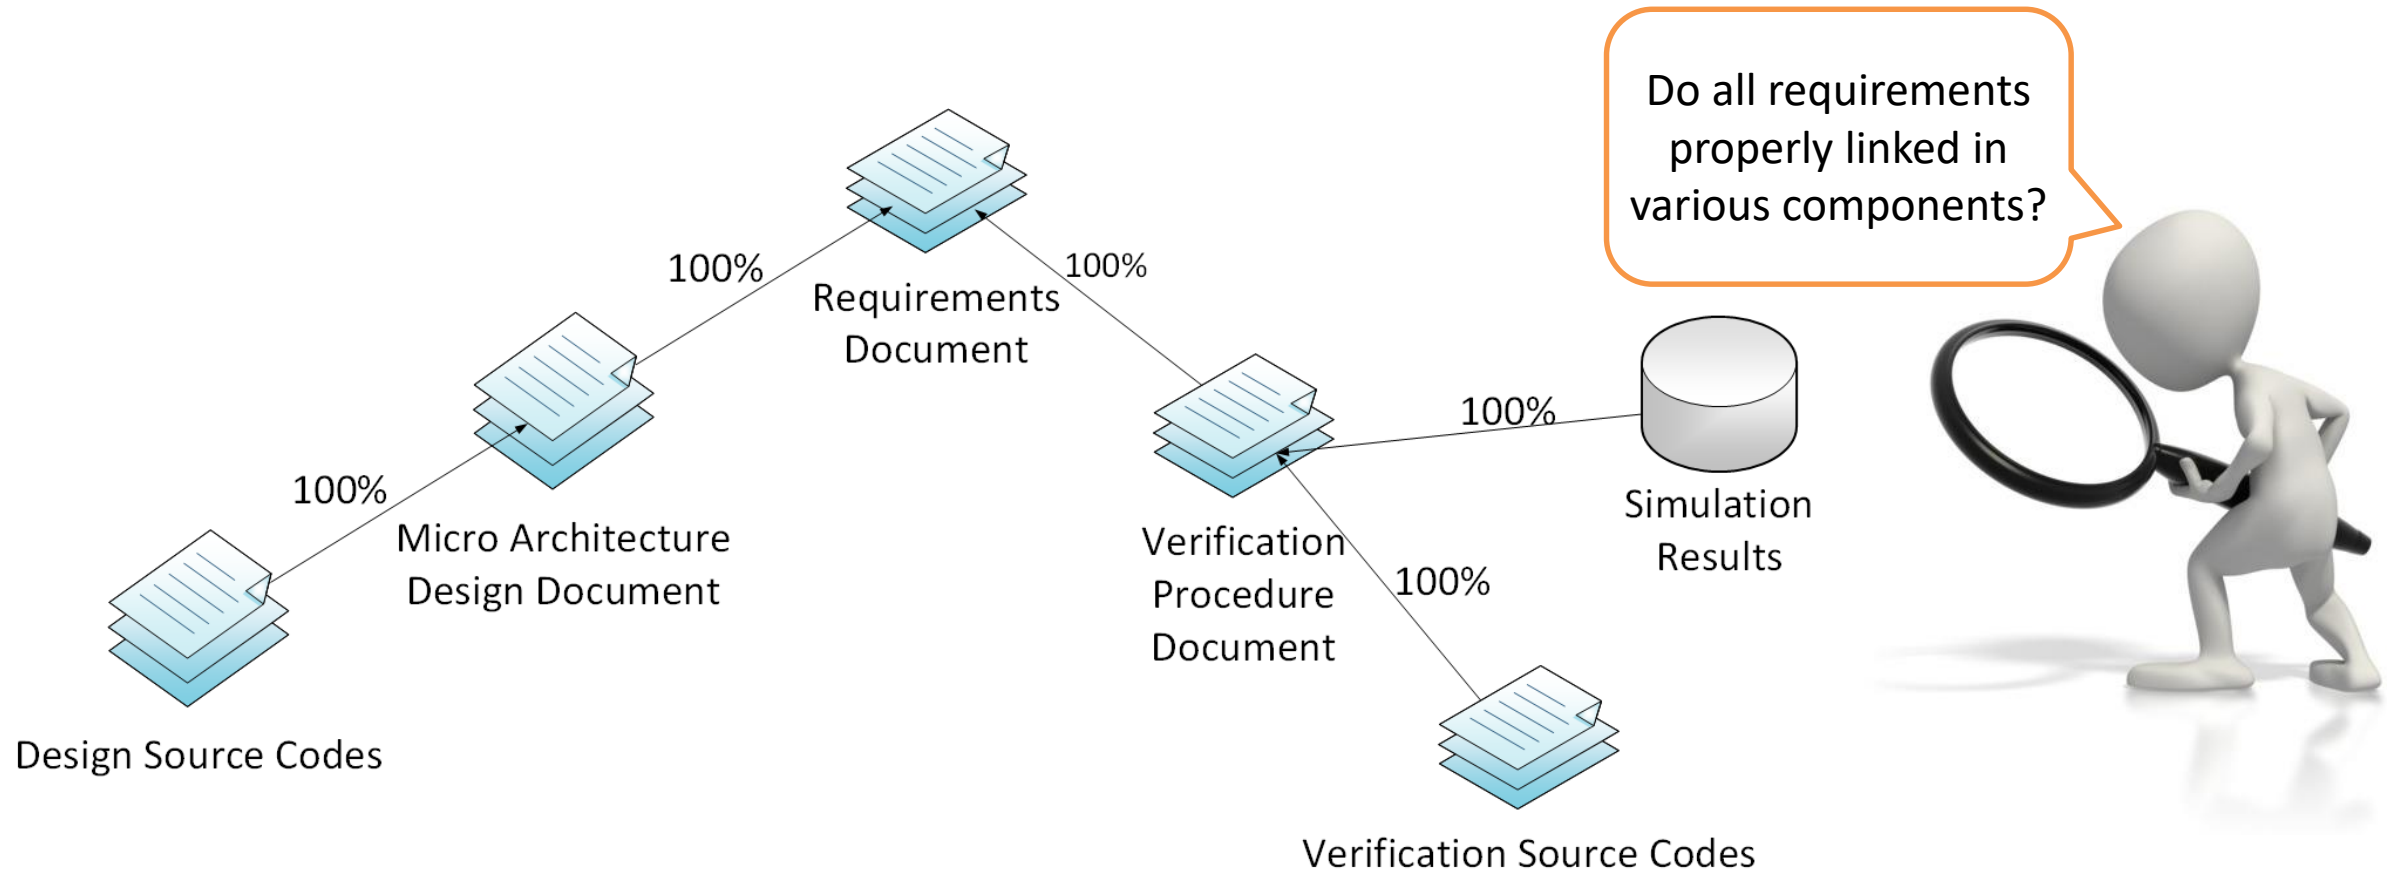 Do all requirements
properly linked in
various components?
100%
100%
Requirements
Document
100%
100%
Micro Architecture
Design Document
Verification
Procedure
Document
Simulation
Results
100%
Design Source Codes
Verification Source Codes